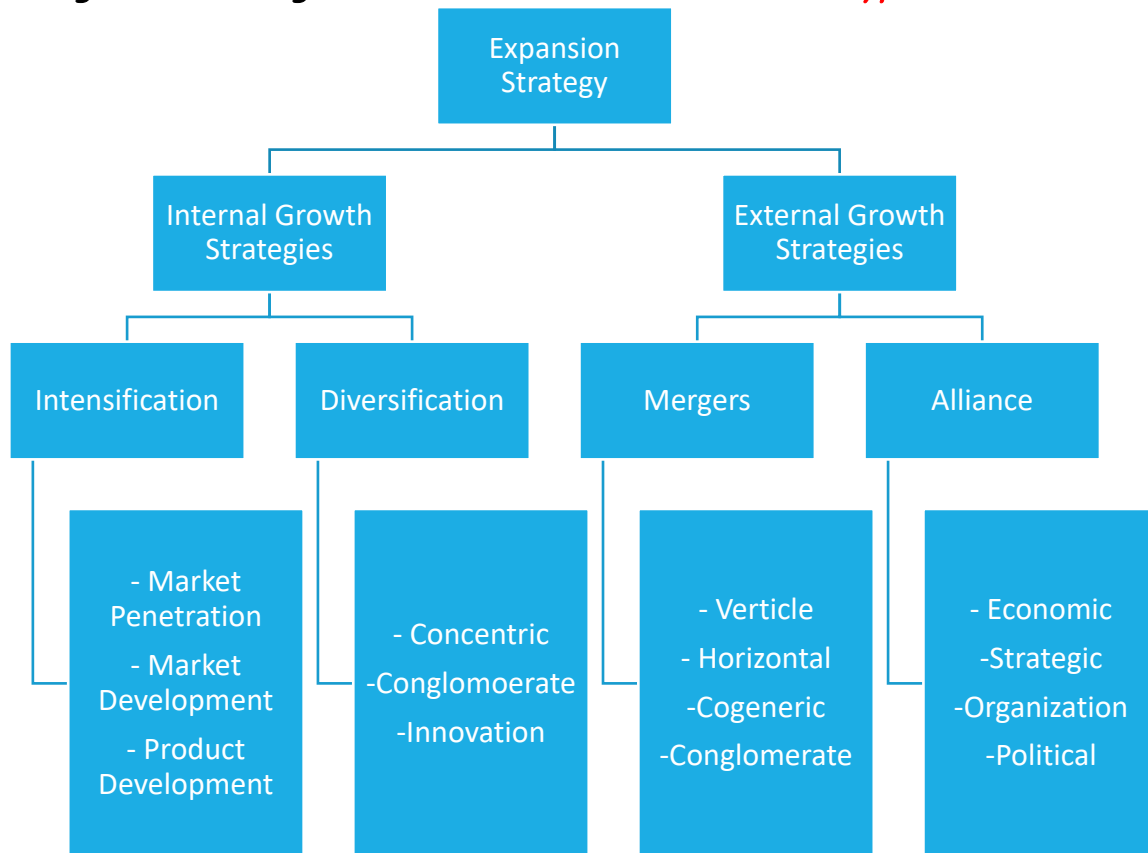 Expansion
Strategy
Internal Growth
Strategies
External Growth
Strategies
Intensification
Diversification
Mergers
Alliance
- Market
Penetration
- Market
Development
- Product
Development
- Concentric
-Conglomoerate
-Innovation
- Verticle
- Horizontal
-Cogeneric
-Conglomerate
- Economic
-Strategic
-Organization
-Political